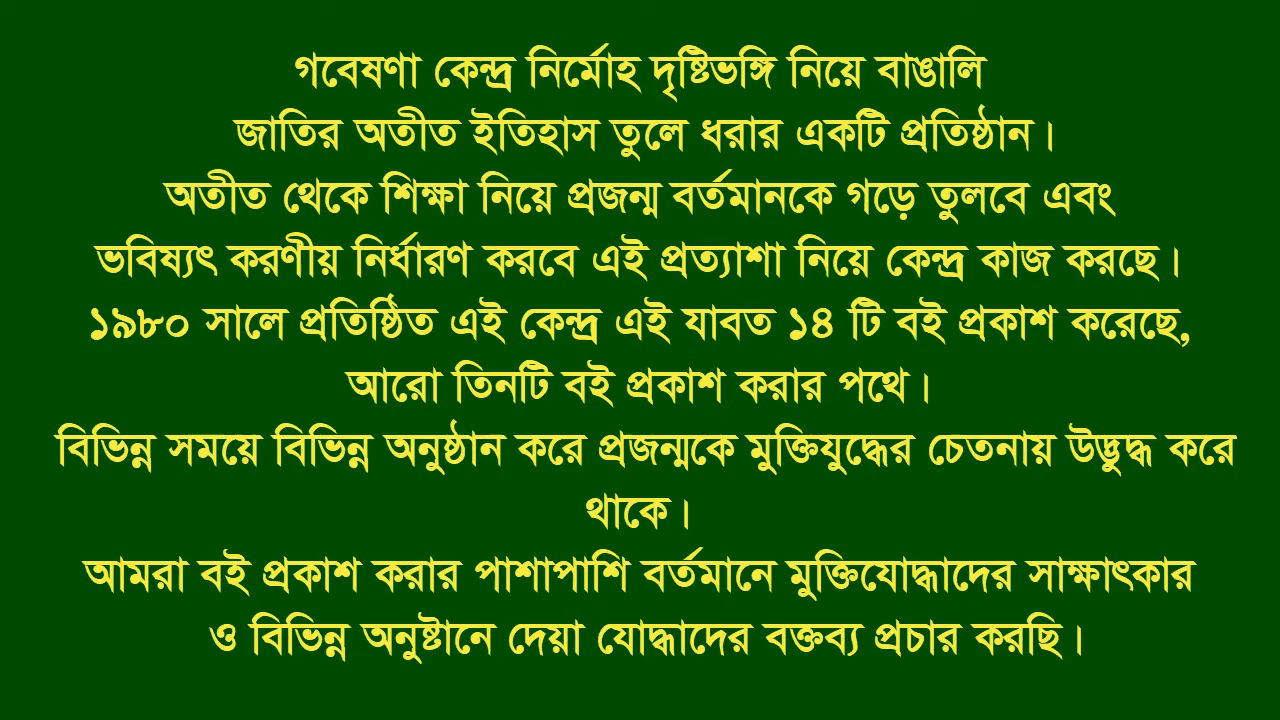 গবেষণা কেন্দ্র নির্মোহ দৃষ্টিভঙ্গি নিয়ে বাঙালি
জাতির অতীত ইতিহাস তুলে ধরার একটি প্রতিষ্ঠান।
অতীত থেকে শিক্ষা নিয়ে প্রজন্ম বর্তমানকে গড়ে তুলবে এবং
ভবিষ্যৎ করণীয় নির্ধারণ করবে এই প্রত্যাশা নিয়ে কেন্দ্র কাজ করছে।
১৯৮০ সালে প্রতিষ্ঠিত এই কেন্দ্র এই যাবত ১৪ টি বই প্রকাশ করেছে,
আরো তিনটি বই প্রকাশ করার পথে।
বিভিন্ন সময়ে বিভিন্ন অনুষ্ঠান করে প্রজন্মকে মুক্তিযুদ্ধের চেতনায় উদ্ভুদ্ধ করে
থাকে।
আমরা বই প্রকাশ করার পাশাপাশি বর্তমানে মুক্তিযোদ্ধাদের সাক্ষাৎকার
ও বিভিন্ন অনুষ্টানে দেয়া যোদ্ধাদের বক্তব্য প্রচার করছি।